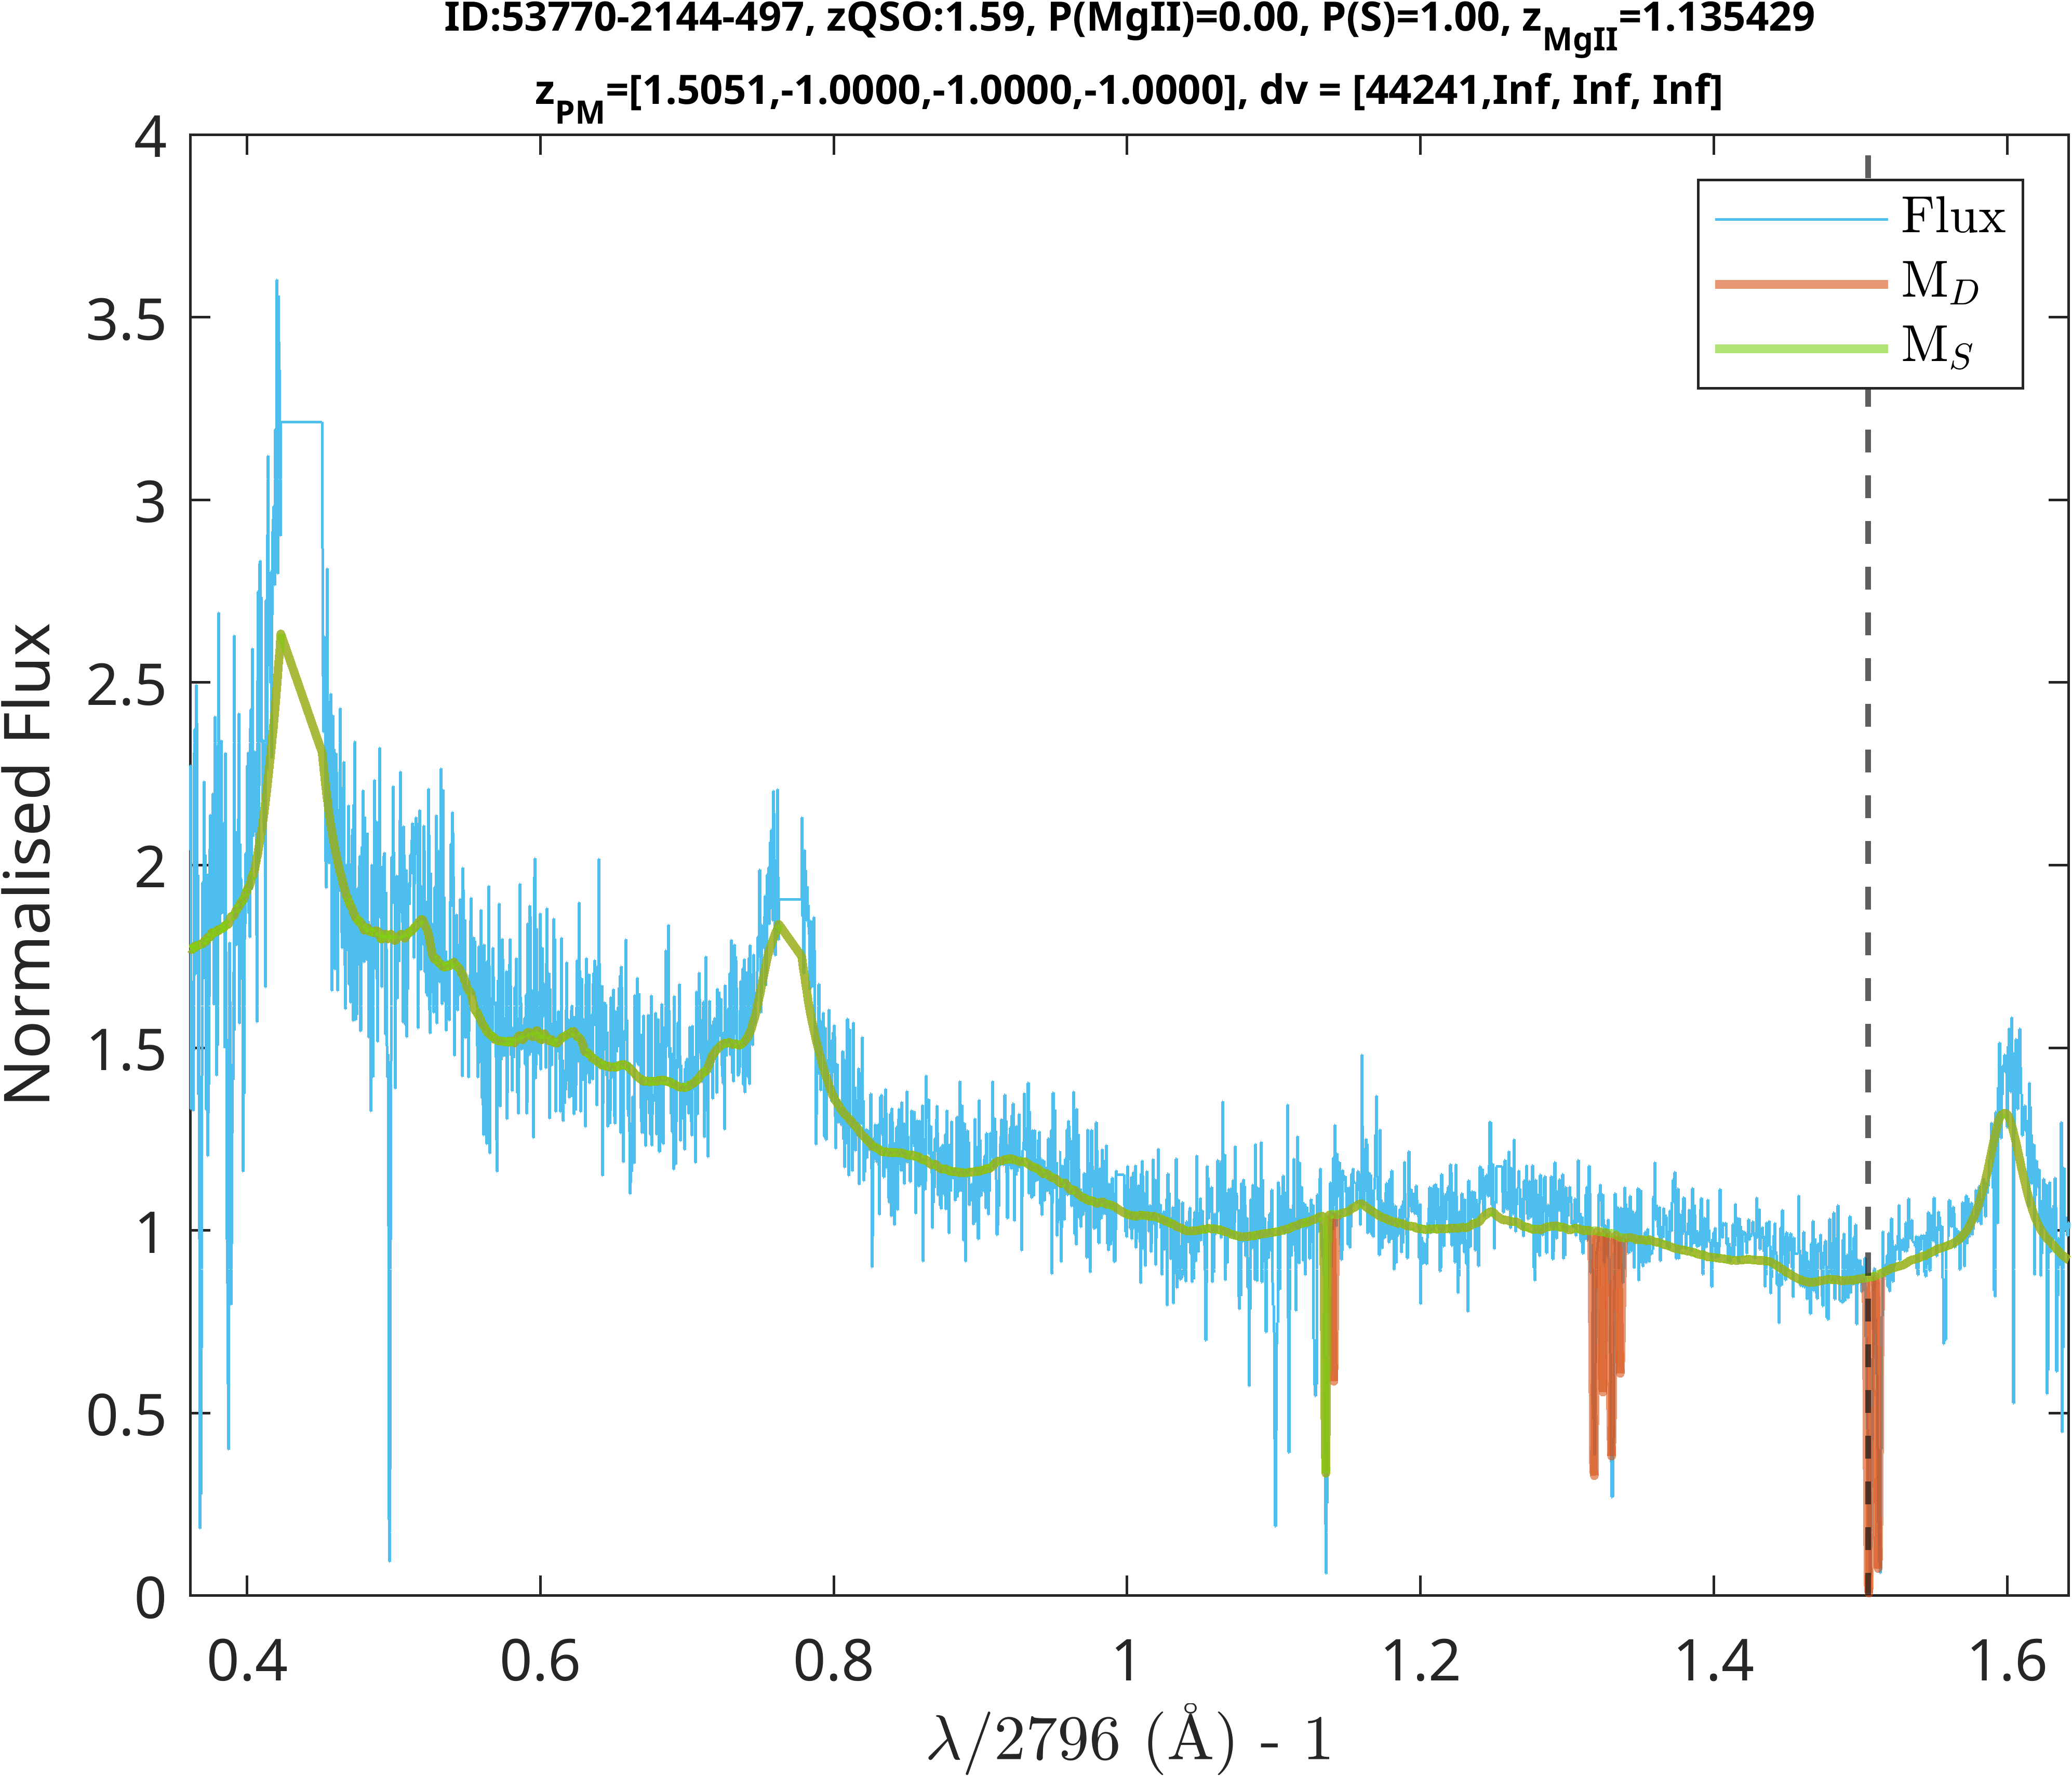 ID:53770-2144-497, zQSO:1.59, P(MgII)=0.00, P(S)=1.00, zMgII=1.135429
zPM=[1.5051,-1.0000,-1.0000,-1.0000], dv = [44241,Inf, Inf, Inf]
4
3.5
3
2.5
2
1.5
1
0.5
0
Normalised Flux
Flux
MD
MS
0.4
0.6
0.8
1
1.2
1.4
1.6
λ/2796 (Å) - 1